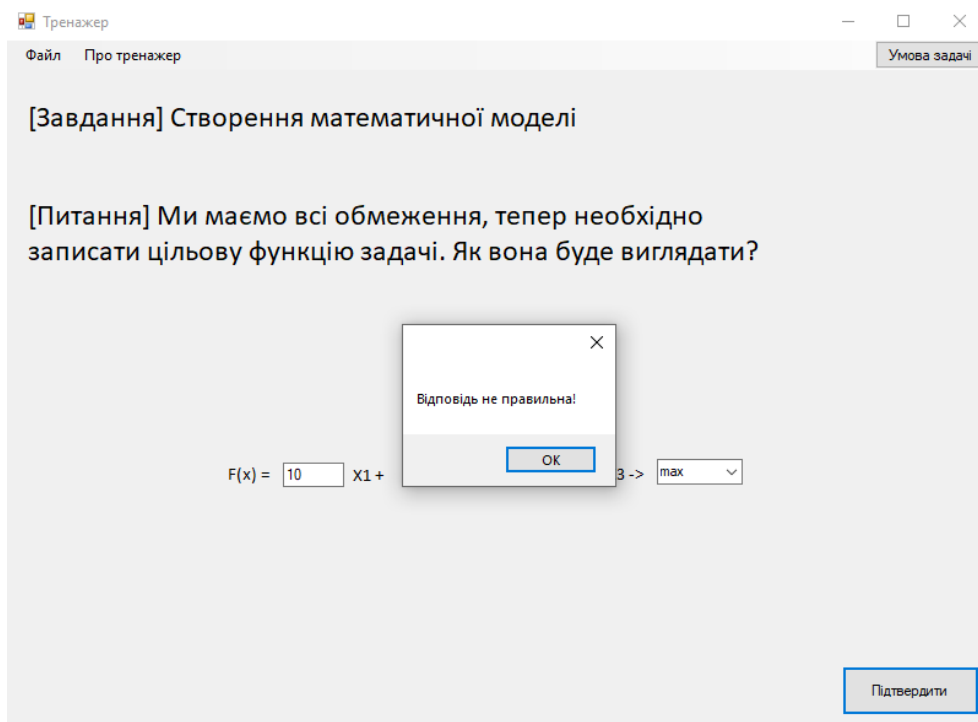 Тренажер
Файл Про тренажер Умова задачі
[Завдання] Створення математичної моделі
[Питання] Ми маємо всі обмеження, тепер необхідно
записати цільову функцію задачі. Як вона буде виглядати?
Відповідь не правильна!
OK
F(x) = 10 X1 + 3 -> max
Підтвердити